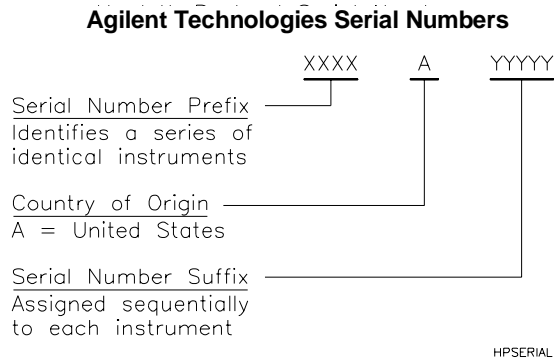 Agilent Technologies Serial Numbers
XXXX A YYYYY
Serial Number Prefix
Identifies a series of
identical instruments
Country of Origin
A = United States
Serial Number Suffix
Assigned sequentially
to each instrument
HPSERIAL